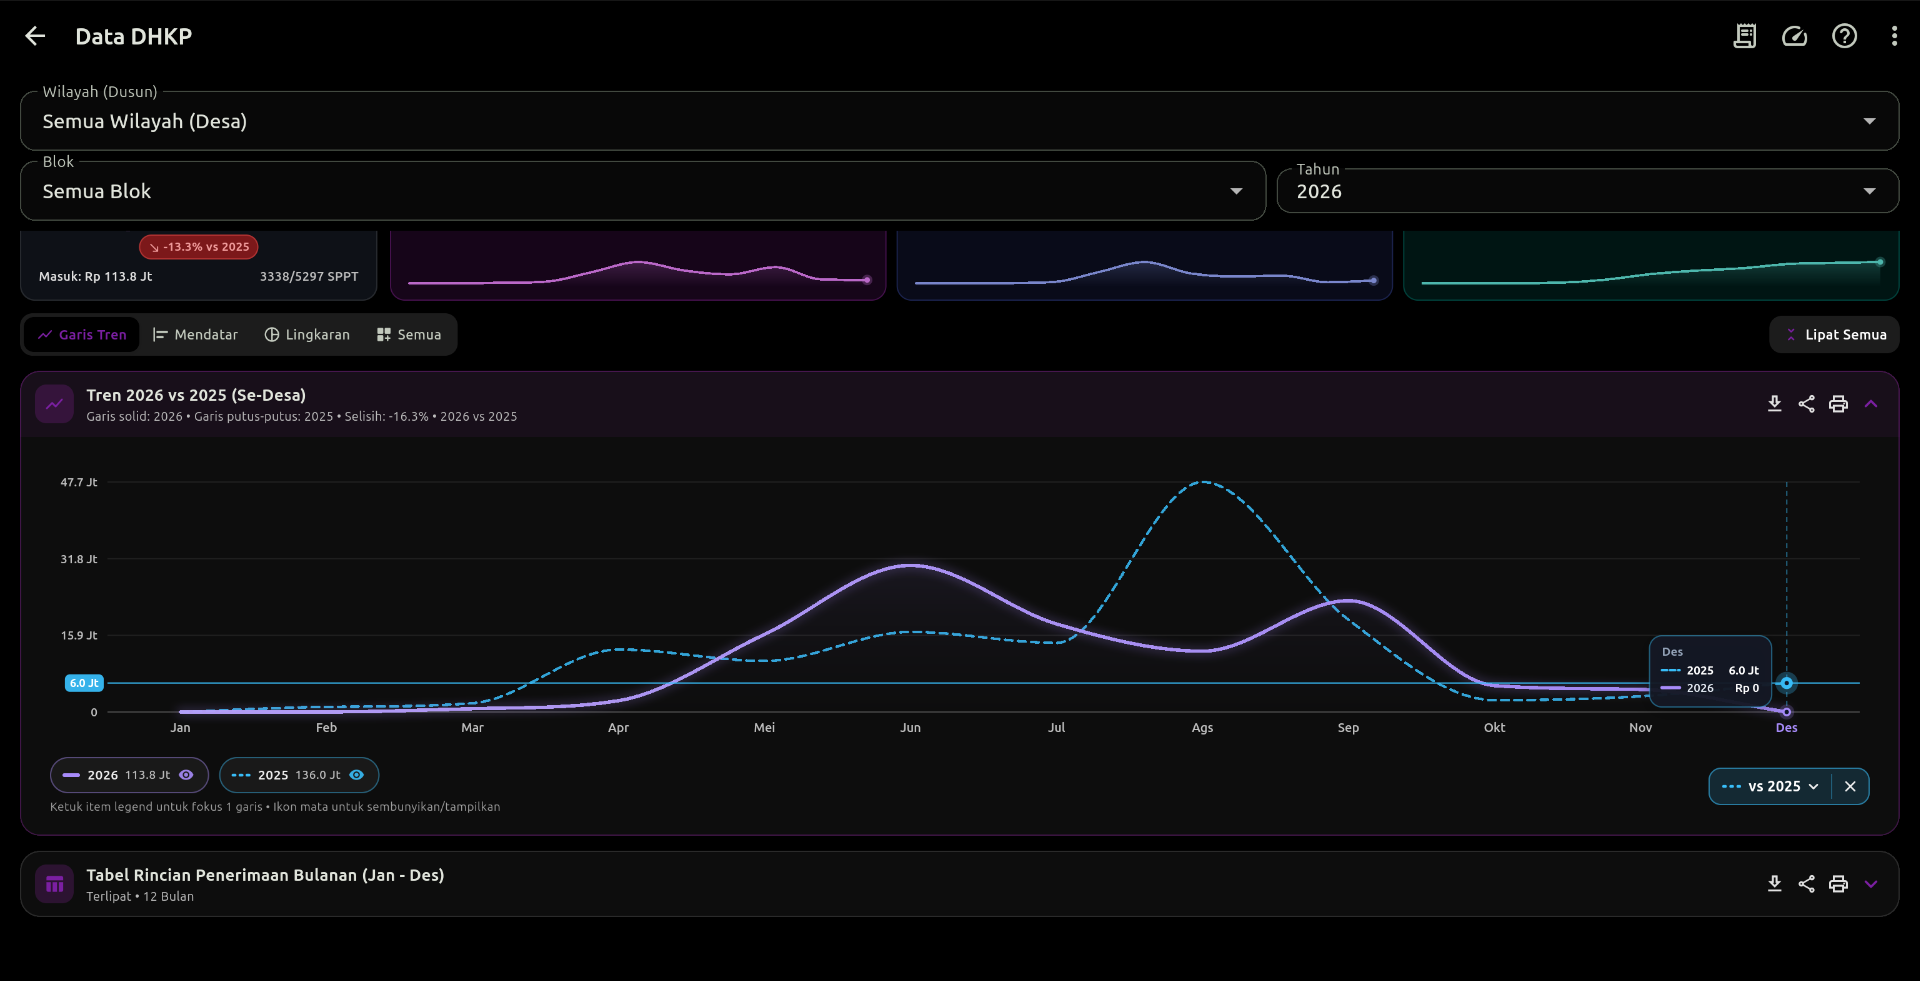 Data DHKP
Wilayah (Dusun)
Semua Wilayah (Desa)
Blok
Semua Blok
Tahun
2026
-13.3% vs 2025
Masuk: Rp 113.8 Jt
3338/5297 SPPT
Garis Tren
Mendatar
Lingkaran
Semua
Lipat Semua
Tren 2026 vs 2025 (Se-Desa)
Garis solid: 2026 • Garis putus-putus: 2025 • Selisih: -16.3% • 2026 vs 2025
47.7 Jt
31.8 Jt
15.9 Jt
6.0 Jt
0
Des
2025 6.0 Jt
2026 Rp 0
Jan Feb Mar Apr Mei Jun Jul Ags Sep Okt Nov Des
2026 113.8 Jt
2025 136.0 Jt
vs 2025
Ketuk item legend untuk fokus 1 garis • Ikon mata untuk sembunyikan/tampilkan
Tabel Rincian Penerimaan Bulanan (Jan - Des)
Terlipat • 12 Bulan